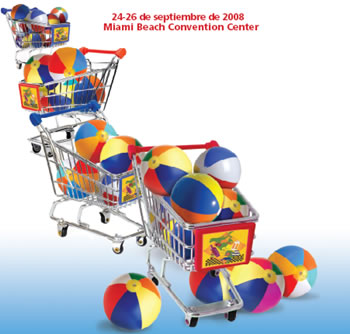 24-26 de septiembre de 2008
Miami Beach Convention Center